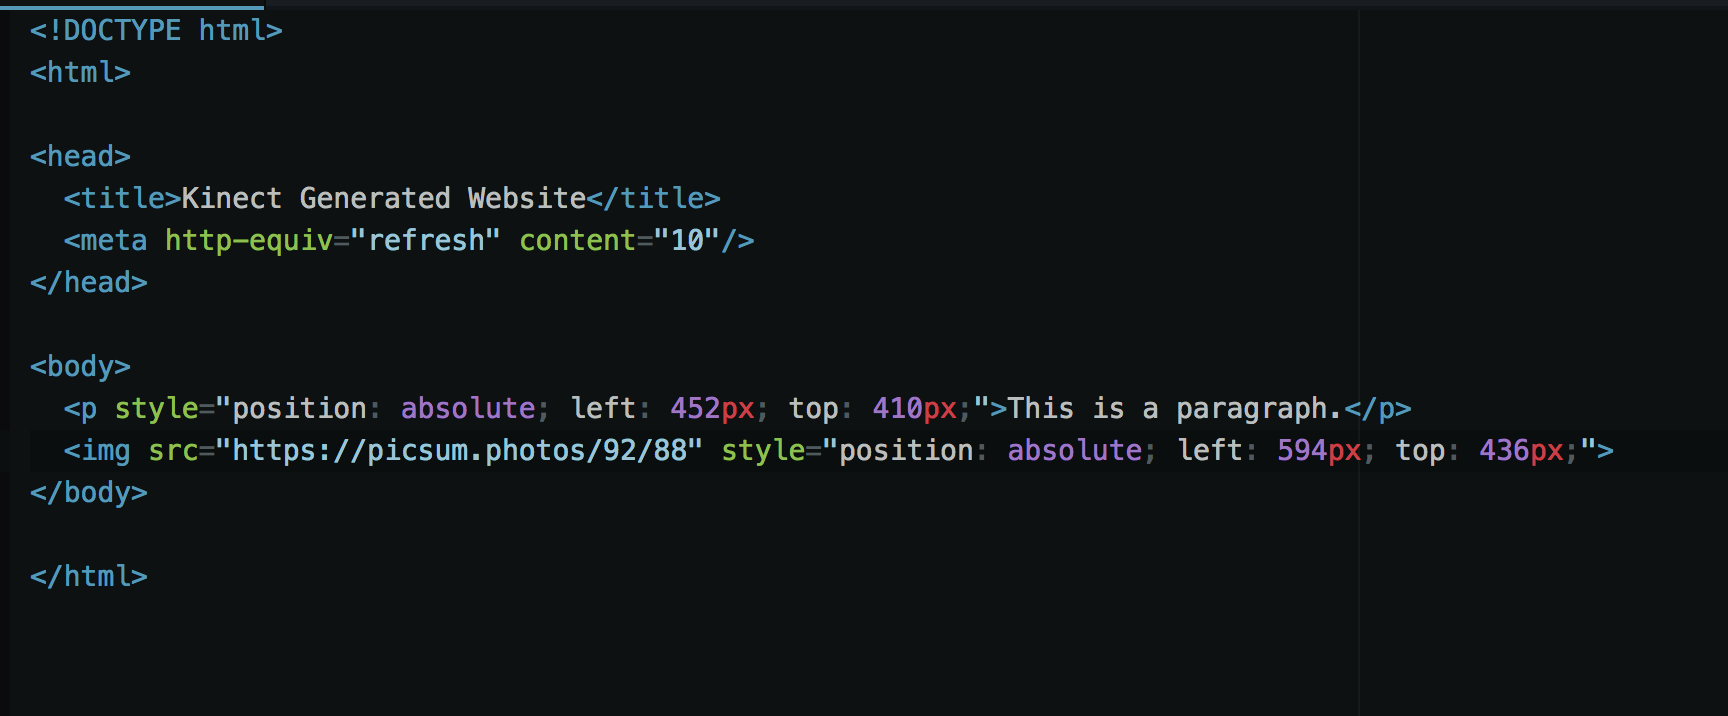 <!DOCTYPE html>
<html>
<head>
<title>Kinect Generated Website</title>
<meta http-equiv="refresh" content="10"/>
</head>
<body>
<p style="position: absolute; left: 452px; top: 410px;">This is a paragraph.</p>
<img src="https://picsum.photos/92/88" style="position: absolute; left: 594px; top: 436px;">
</body>
</html>